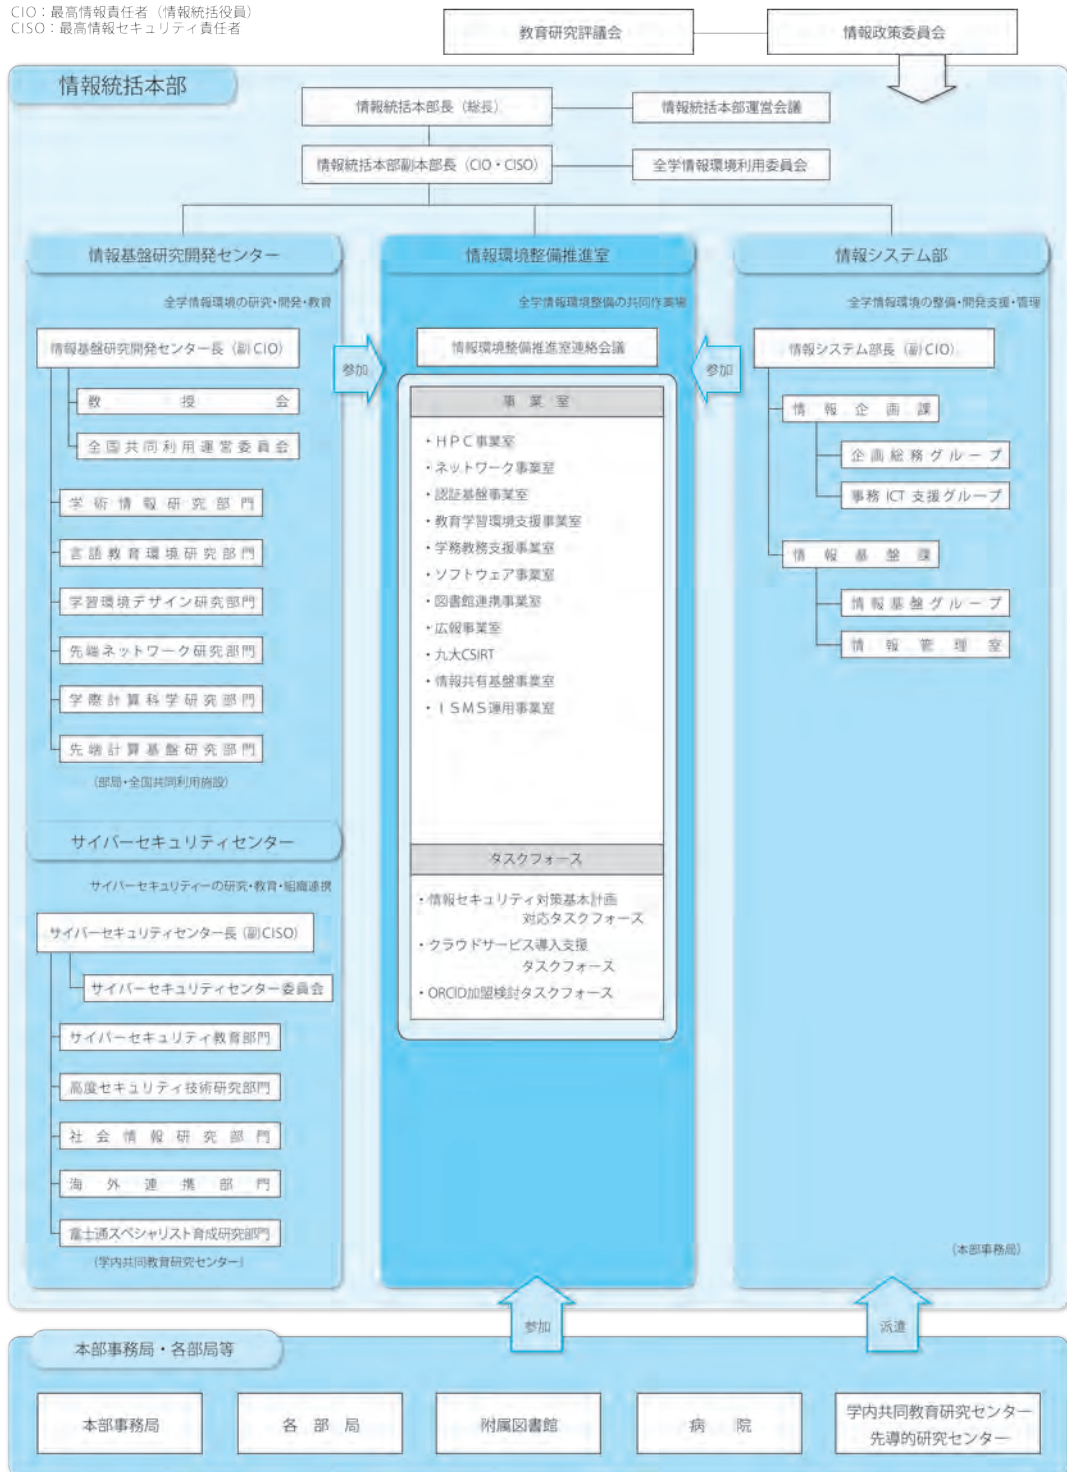 CIO：最高情報責任者（情報統括役員）
CISO：最高情報セキュリティ責任者
教育研究評議会
情報政策委員会
情報統括本部
情報統括本部長（総長）
情報統括本部運営会議
情報統括本部副本部長（CIO・CISO）
全学情報環境利用委員会
情報基盤研究開発センター
全学情報環境の研究・開発・教育
情報基盤研究開発センター長（副CIO）
教授会
全国共同利用運営委員会
学術情報研究部門
言語教育環境研究部門
学習環境デザイン研究部門
先端ネットワーク研究部門
学際計算科学研究部門
先端計算基盤研究部門
（部局・全国共同利用施設）
サイバーセキュリティセンター
サイバーセキュリティーの研究・教育・組織連携
サイバーセキュリティセンター長（副CISO）
サイバーセキュリティセンター委員会
サイバーセキュリティ教育部門
高度セキュリティ技術研究部門
社会情報研究部門
海外連携部門
富士通スペシャリスト育成研究部門
（学内共同教育研究センター）
参加
情報環境整備推進室
全学情報環境整備の共同作業場
情報環境整備推進室連絡会議
事業室
・HPC事業室
・ネットワーク事業室
・認証基盤事業室
・教育学習環境支援事業室
・学務教務支援事業室
・ソフトウェア事業室
・図書館連携事業室
・広報事業室
・九大CSIRT
・情報共有基盤事業室
・ISMS運用事業室
タスクフォース
・情報セキュリティ対策基本計画
対応タスクフォース
・クラウドサービス導入支援
タスクフォース
・ORCID加盟検討タスクフォース
参加
情報システム部
全学情報環境の整備・開発支援・管理
情報システム部長（副CIO）
情報企画課
企画総務グループ
事務ICT支援グループ
情報基盤課
情報基盤グループ
情報管理室
（本部事務局）
参加
派遣
本部事務局・各部局等
本部事務局
各部局
附属図書館
病院
学内共同教育研究センター
先導的研究センター